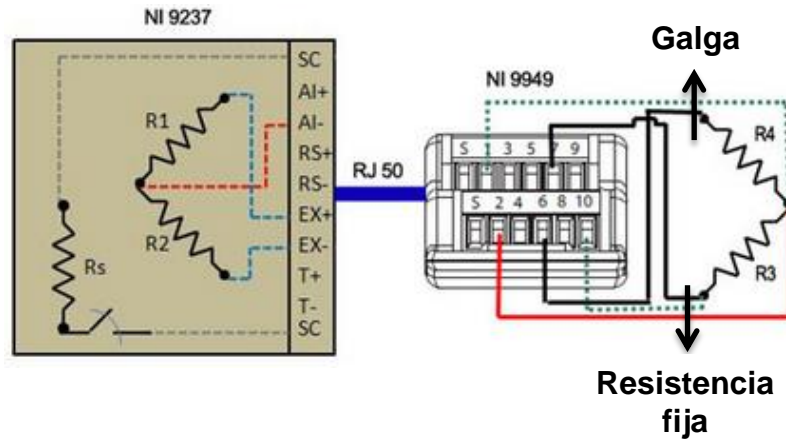 NI 9237
SC
AI+
AI-
RS+
RS-
EX+
EX-
T+
T-
SC
R1
R2
Rs
RJ 50
NI 9949
S 1 3 5 7 9
S 2 4 6 8 10
Galga
R4
R3
Resistencia
fija